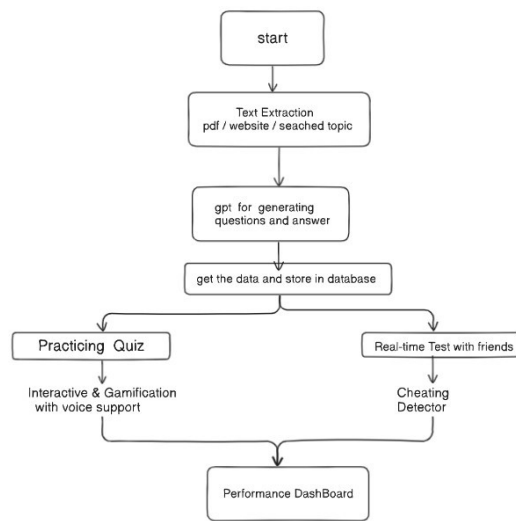 start
Text Extraction
pdf / website / seached topic
gpt for generating
questions and answer
get the data and store in database
Practicing Quiz
Real-time Test with friends
Interactive & Gamification
with voice support
Cheating
Detector
Performance DashBoard